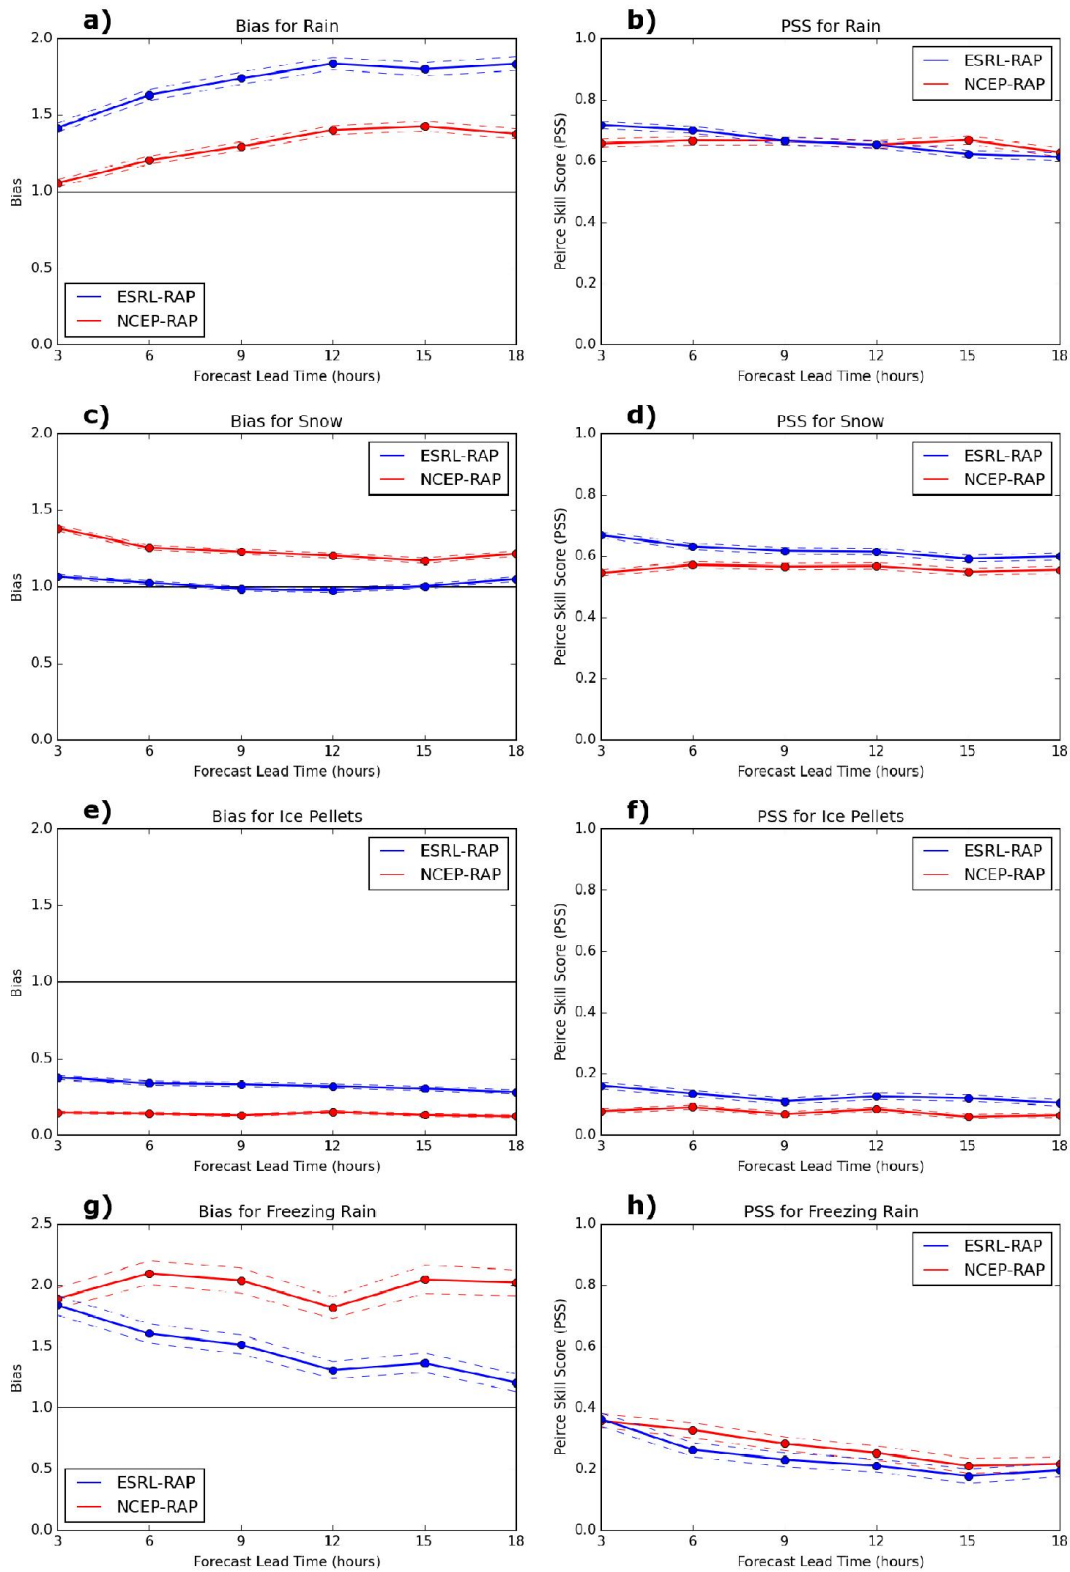 a)
Bias for Rain
2.0
1.5
1.0
0.5
0.0
Bias
ESRL-RAP
NCEP-RAP
3 6 9 12 15 18
Forecast Lead Time (hours)
b)
PSS for Rain
1.0
0.8
0.6
0.4
0.2
0.0
Peirce Skill Score (PSS)
ESRL-RAP
NCEP-RAP
3 6 9 12 15 18
Forecast Lead Time (hours)
c)
Bias for Snow
2.0
1.5
1.0
0.5
0.0
Bias
ESRL-RAP
NCEP-RAP
3 6 9 12 15 18
Forecast Lead Time (hours)
d)
PSS for Snow
1.0
0.8
0.6
0.4
0.2
0.0
Peirce Skill Score (PSS)
ESRL-RAP
NCEP-RAP
3 6 9 12 15 18
Forecast Lead Time (hours)
e)
Bias for Ice Pellets
2.0
1.5
1.0
0.5
0.0
Bias
ESRL-RAP
NCEP-RAP
3 6 9 12 15 18
Forecast Lead Time (hours)
f)
PSS for Ice Pellets
1.0
0.8
0.6
0.4
0.2
0.0
Peirce Skill Score (PSS)
ESRL-RAP
NCEP-RAP
3 6 9 12 15 18
Forecast Lead Time (hours)
g)
Bias for Freezing Rain
2.5
2.0
1.5
1.0
0.5
0.0
Bias
ESRL-RAP
NCEP-RAP
3 6 9 12 15 18
Forecast Lead Time (hours)
h)
PSS for Freezing Rain
1.0
0.8
0.6
0.4
0.2
0.0
Peirce Skill Score (PSS)
ESRL-RAP
NCEP-RAP
3 6 9 12 15 18
Forecast Lead Time (hours)